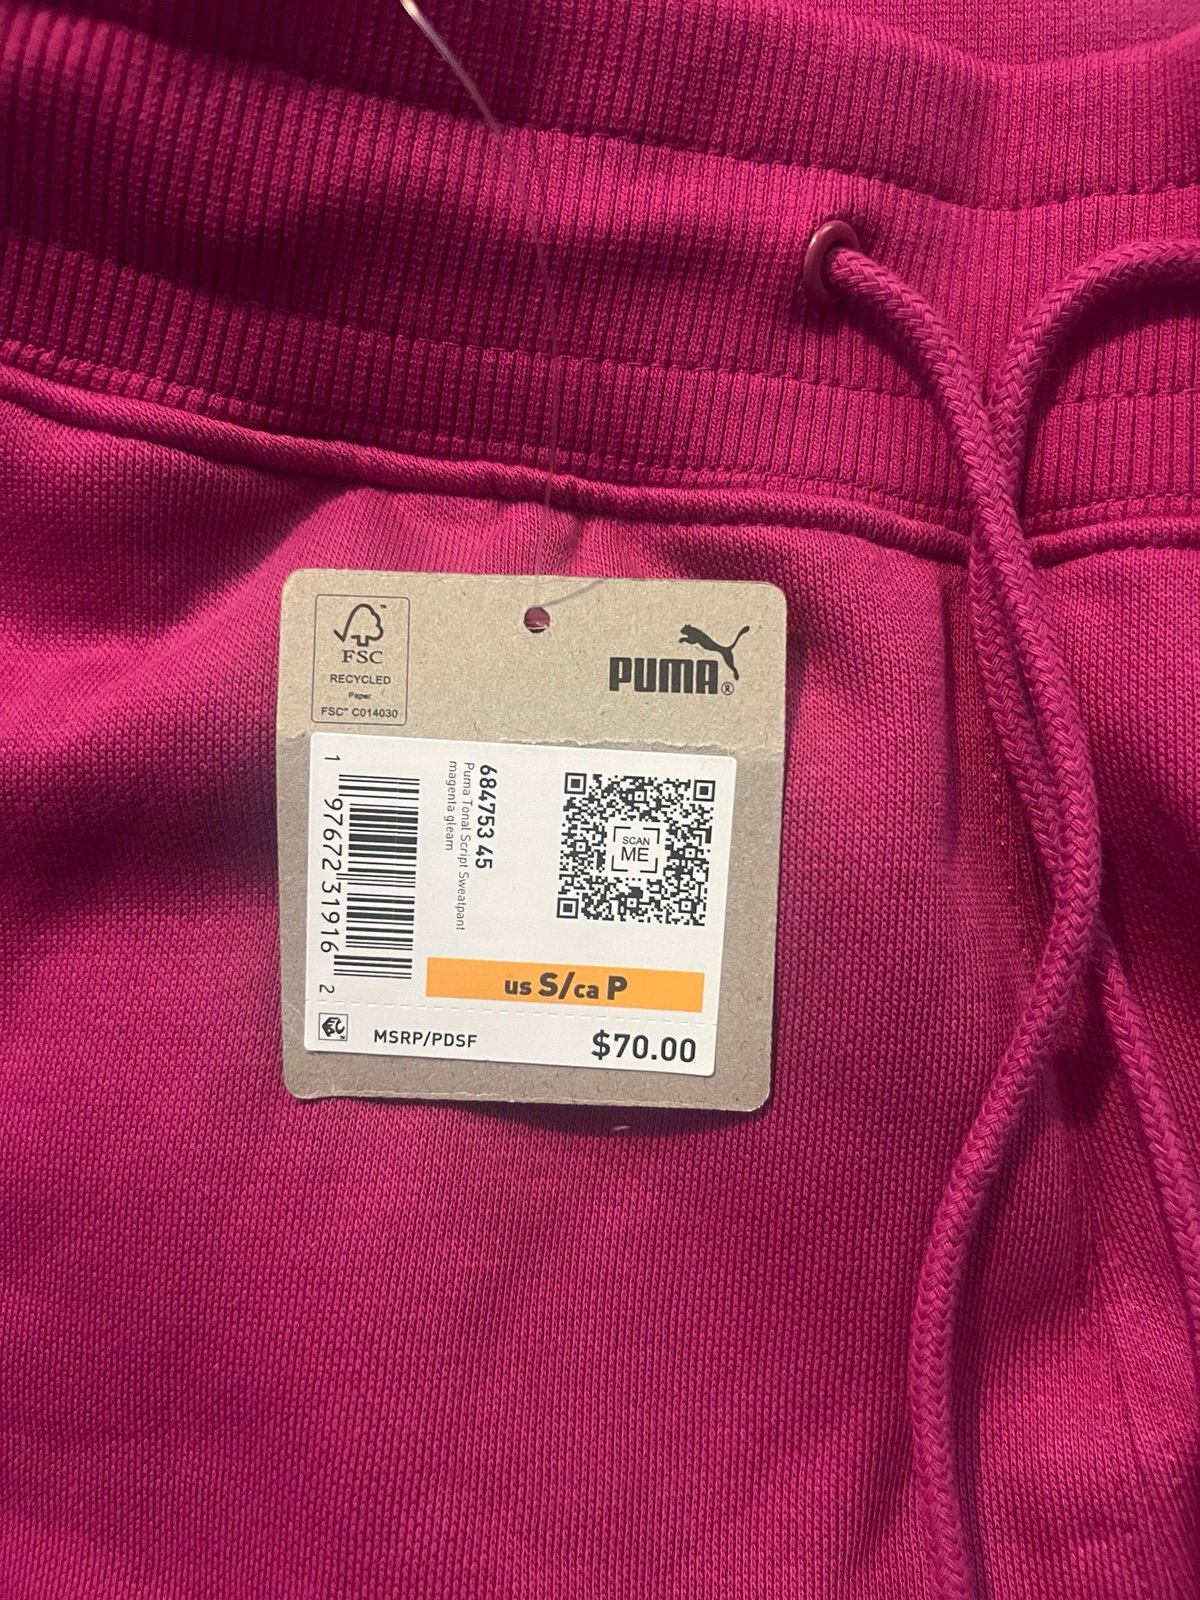 FSC™
RECYCLED
Paper
FSC™ C014030
PUMA®
684753 45
Puma Tonal Script Sweatpant
magenta gleam
1 97672 31916 2
SCAN
ME
us S/ca P
MSRP/PDSF
$70.00